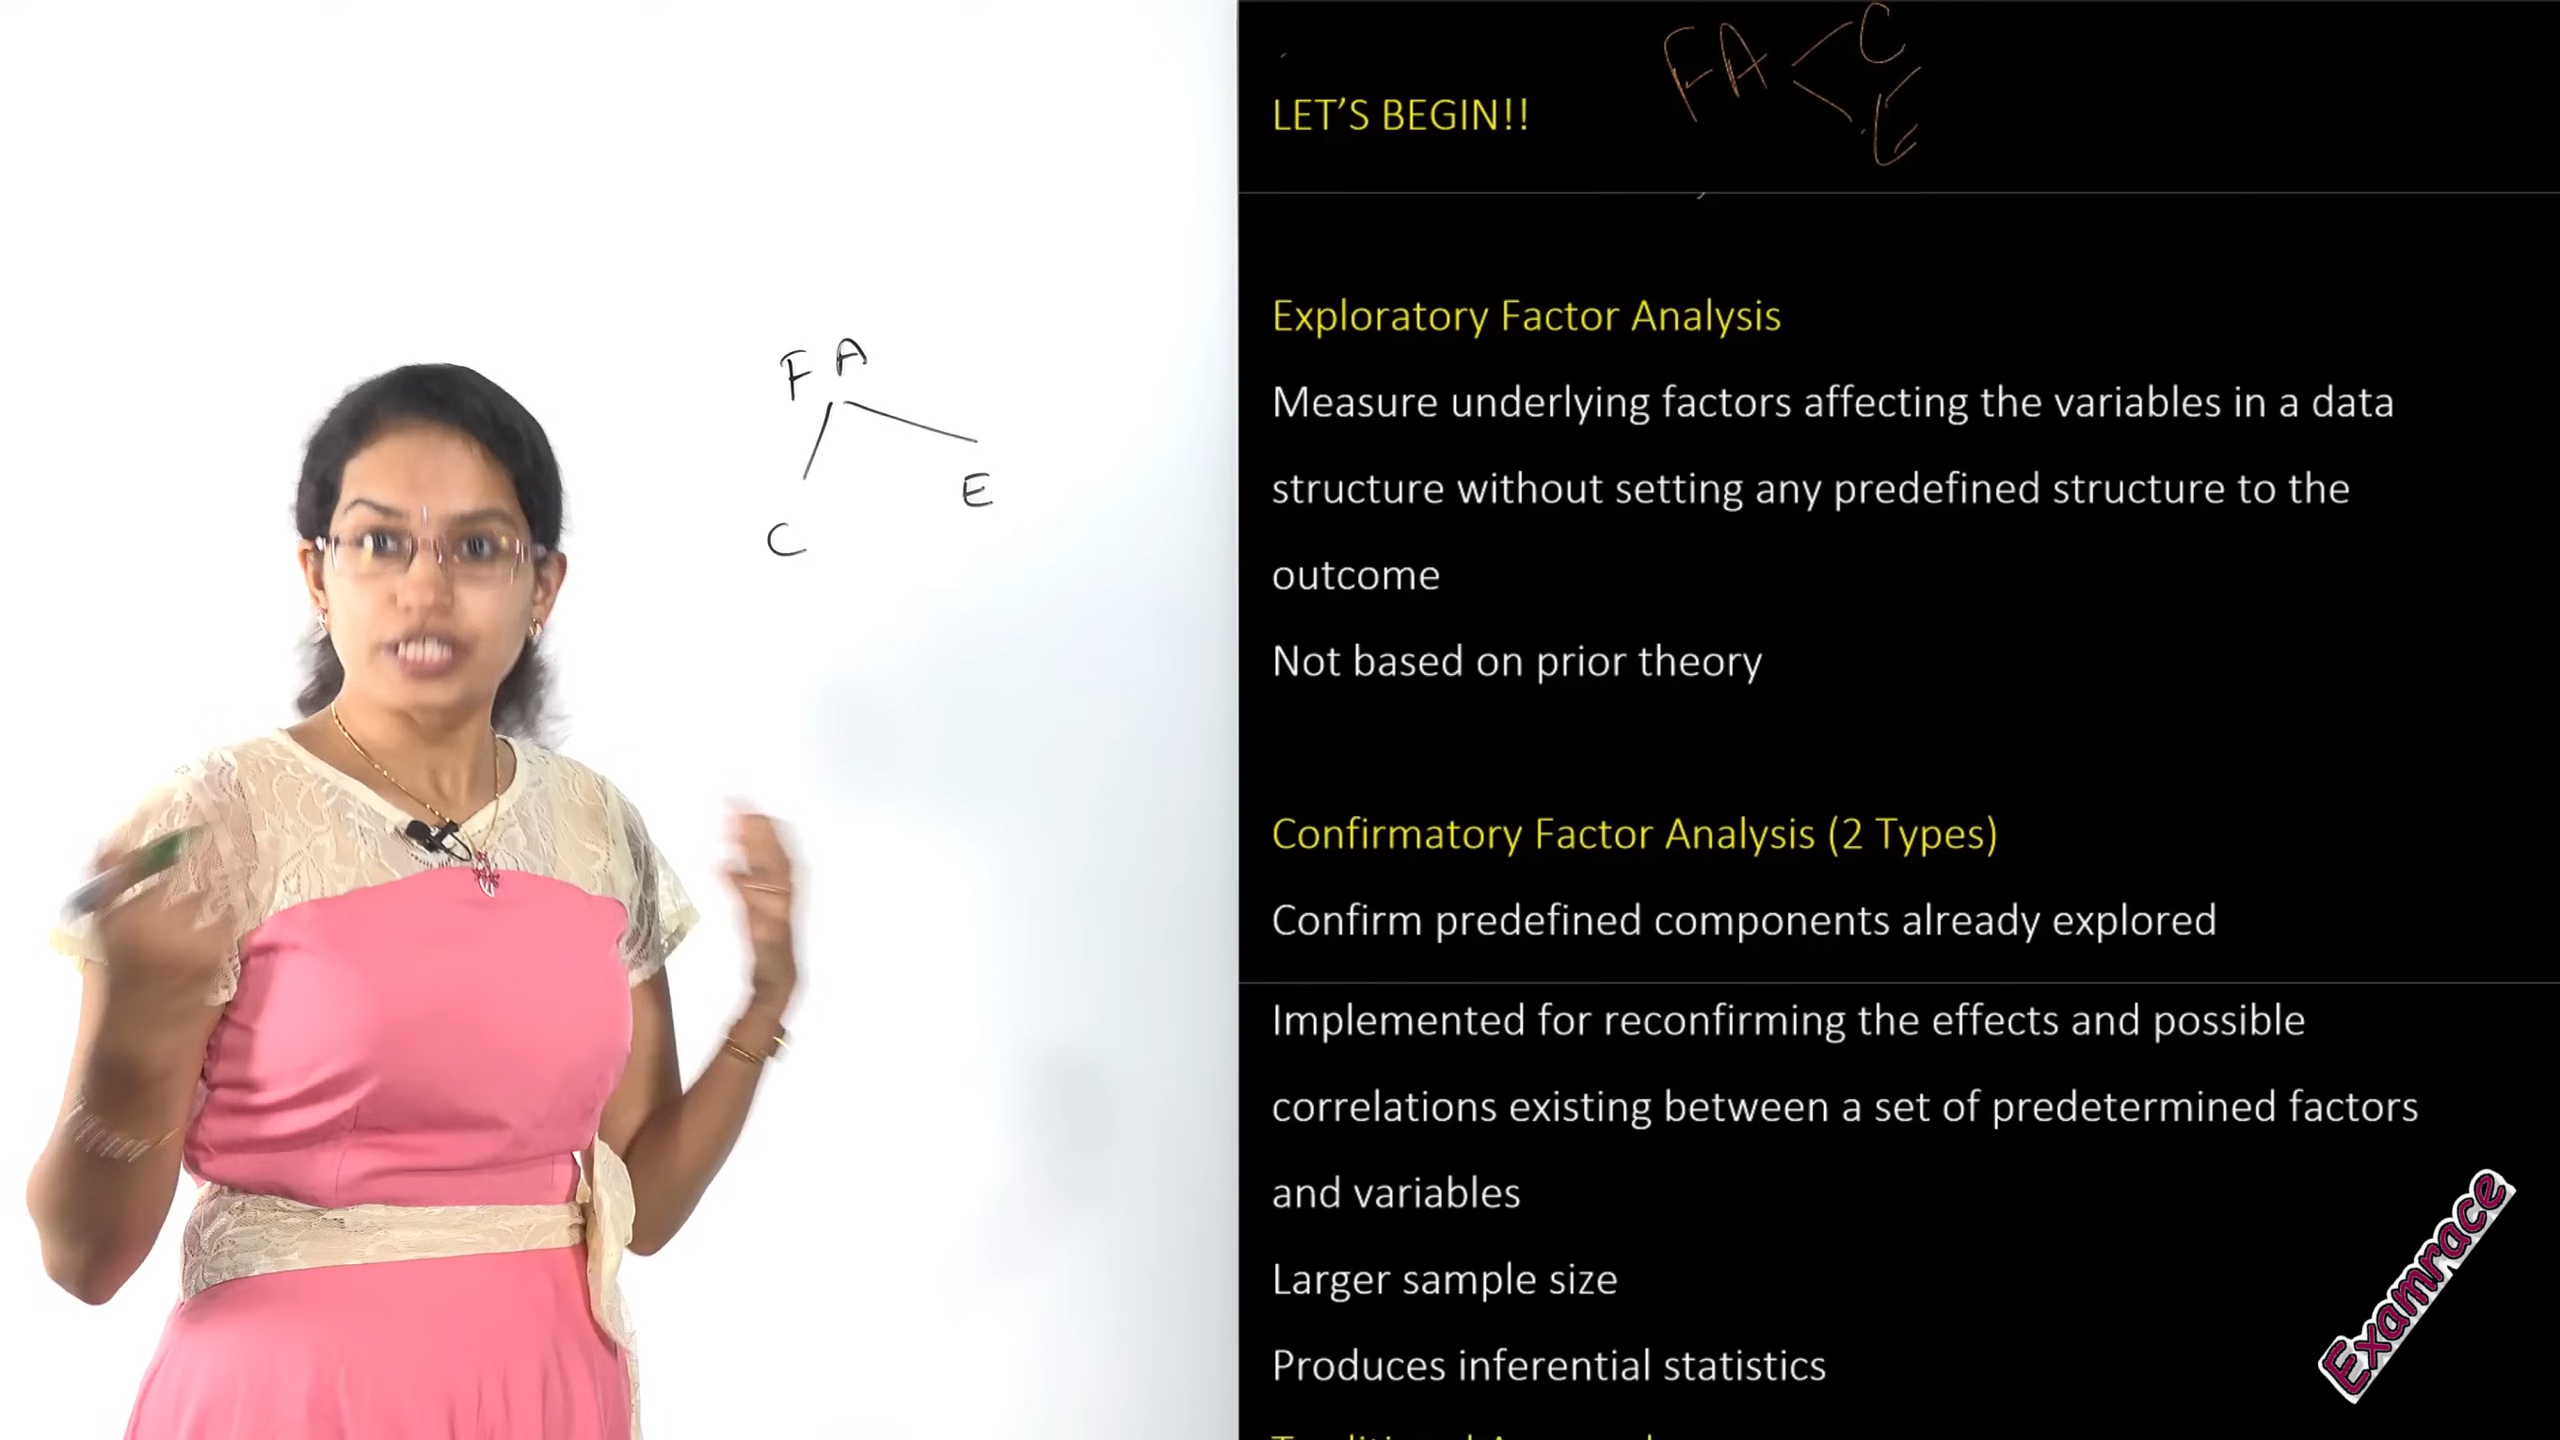 F A
C
E
FA
C
E
LET'S BEGIN!!
Exploratory Factor Analysis
Measure underlying factors affecting the variables in a data
structure without setting any predefined structure to the
outcome
Not based on prior theory
Confirmatory Factor Analysis (2 Types)
Confirm predefined components already explored
Implemented for reconfirming the effects and possible
correlations existing between a set of predetermined factors
and variables
Larger sample size
Produces inferential statistics
Examrace